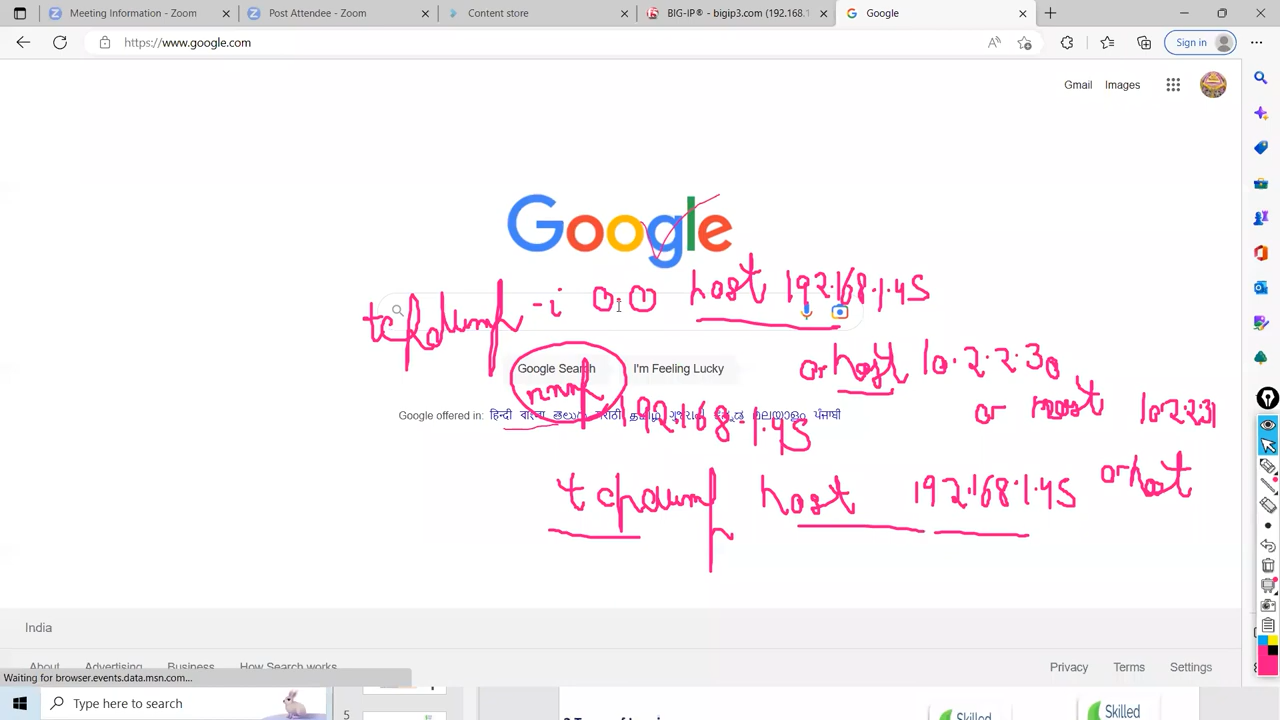 Meeting Information - Zoom
Post Attendee - Zoom
Content store
BIG-IP® - bigip3.com (192.168.1
Google
https://www.google.com
Sign in
Gmail
Images
Google
tcpdump -i 0.0 host 192.168.1.45
or host 10.2.2.30
Google Search
I'm Feeling Lucky
nnnp 192.168.1.45
or host 10.2.2.31
Google offered in: हिन्दी বাংলা తెలుగు मराठी தமிழ் ગુજરાતી ಕನ್ನಡ മലയാളം ਪੰਜਾਬੀ
tcpdump host 192.168.1.45 or host
India
About
Advertising
Business
How Search works
Privacy
Terms
Settings
Waiting for browser.events.data.msn.com...
Type here to search
5
Skilled
Skilled